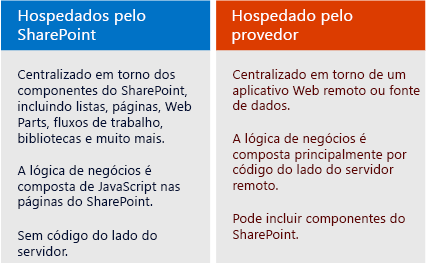 Hospedados pelo
SharePoint
Centralizado em torno dos
componentes do SharePoint,
incluindo listas, páginas, Web
Parts, fluxos de trabalho,
bibliotecas e muito mais.
A lógica de negócios é
composta de JavaScript nas
páginas do SharePoint.
Sem código do lado do
servidor.
Hospedado pelo
provedor
Centralizado em torno de um
aplicativo Web remoto ou fonte
de dados.
A lógica de negócios é
composta principalmente por
código do lado do servidor
remoto.
Pode incluir componentes do
SharePoint.